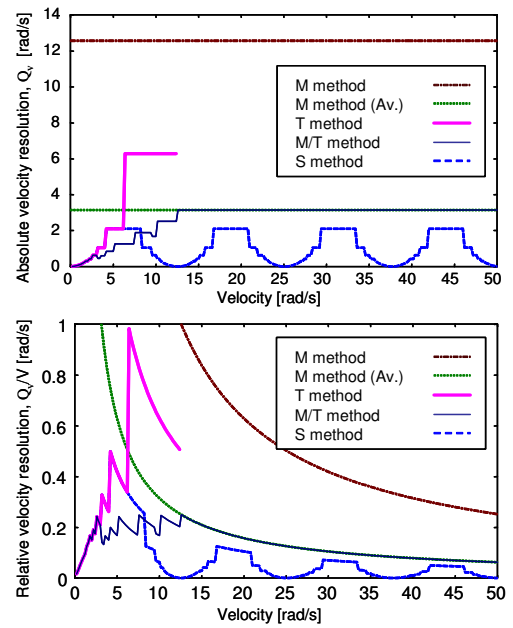 14
12
10
8
6
4
2
0
Absolute velocity resolution, Qv [rad/s]
M method
M method (Av.)
T method
M/T method
S method
0 5 10 15 20 25 30 35 40 45 50
Velocity [rad/s]
1
0.8
0.6
0.4
0.2
0
Relative velocity resolution, Qv/V [rad/s]
M method
M method (Av.)
T method
M/T method
S method
0 5 10 15 20 25 30 35 40 45 50
Velocity [rad/s]